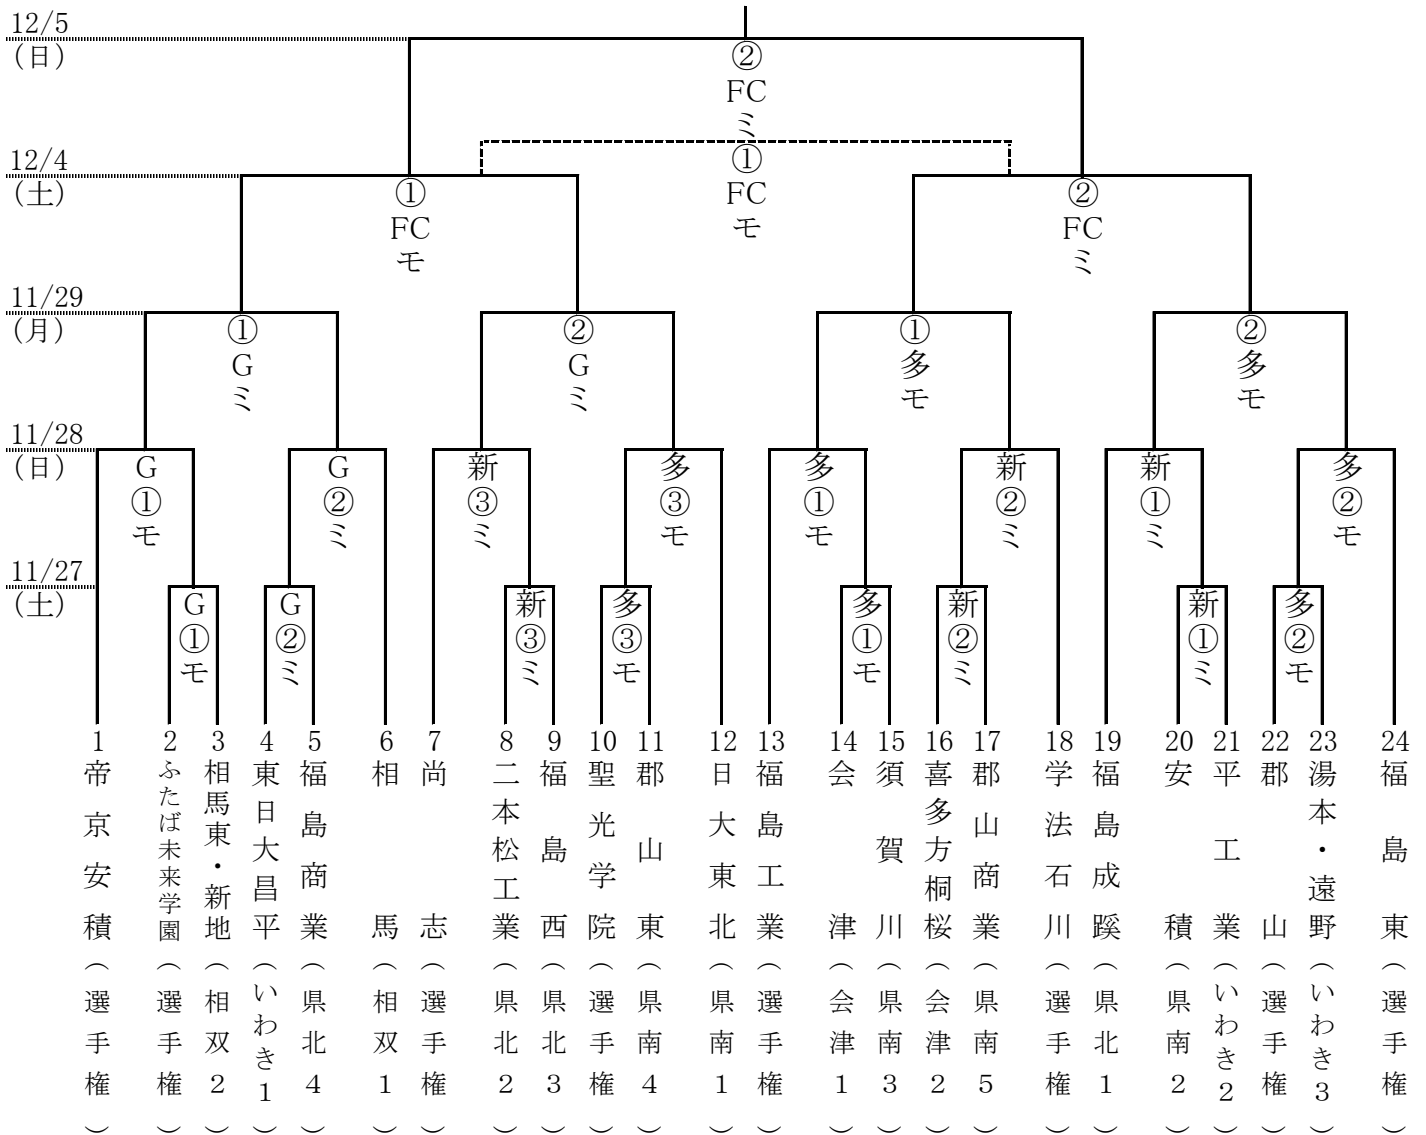 12/5
(日)
②
FC
ミ
12/4
(土)
①
FC
モ
①
FC
モ
②
FC
ミ
11/29
(月)
①
G
ミ
②
G
ミ
①
多
モ
②
多
モ
11/28
(日)
G
①
モ
G
②
ミ
新
③
ミ
多
③
モ
多
①
モ
新
②
ミ
新
①
ミ
多
②
モ
11/27
(土)
G
①
モ
G
②
ミ
新
③
ミ
多
③
モ
多
①
モ
新
②
ミ
新
①
ミ
多
②
モ
1 帝京安積(選手権)
2 ふたば未来学園(選手権)
3 相馬東・新地(相双2)
4 東日大昌平(いわき1)
5 福島商業(県北4)
6 相馬(相双1)
7 尚志(選手権)
8 二本松工業(県北2)
9 福島西(県北3)
10 聖光学院(選手権)
11 郡山東(県南4)
12 日大東北(県南1)
13 福島工業(選手権)
14 会津(会津1)
15 須賀川(県南3)
16 喜多方桐桜(会津2)
17 郡山商業(県南5)
18 学法石川(選手権)
19 福島成蹊(県北1)
20 安積(県南2)
21 平工業(いわき2)
22 郡山(選手権)
23 湯本・遠野(いわき3)
24 福島東(選手権)